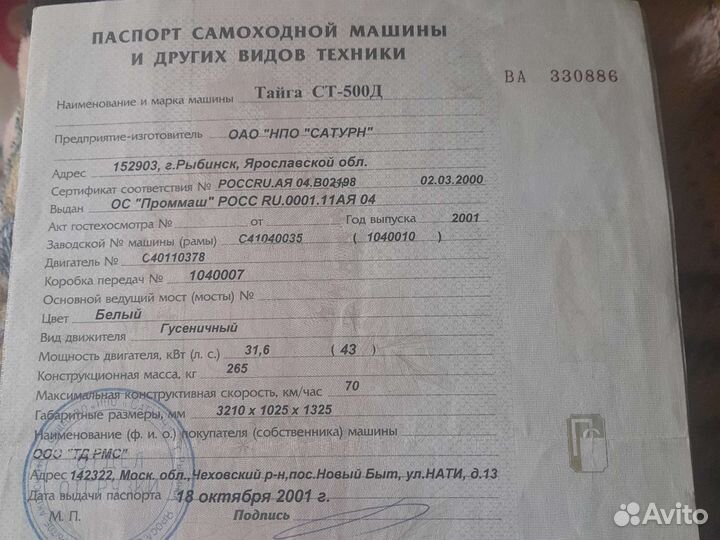 ПАСПОРТ САМОХОДНОЙ МАШИНЫ
И ДРУГИХ ВИДОВ ТЕХНИКИ
ВА 330886
Наименование и марка машины Тайга СТ-500Д
Предприятие-изготовитель ОАО "НПО "САТУРН"
Адрес 152903, г.Рыбинск, Ярославской обл.
Сертификат соответствия № РОССRU.АЯ 04.В02198 02.03.2000
Выдан ОС "Проммаш" РОСС RU.0001.11АЯ 04
Акт гостехосмотра № от Год выпуска 2001
Заводской № машины (рамы) С41040035 ( 1040010 )
Двигатель № С40110378
Коробка передач № 1040007
Основной ведущий мост (мосты) №
Цвет Белый
Вид движителя Гусеничный
Мощность двигателя, кВт (л. с.) 31,6 ( 43 )
Конструкционная масса, кг 265
Максимальная конструктивная скорость, км/час 70
Габаритные размеры, мм 3210 х 1025 х 1325
Наименование (ф. и. о.) покупателя (собственника) машины
ООО "ТД РМС"
Адрес 142322, Моск. обл.,Чеховский р-н,пос.Новый Быт, ул.НАТИ, д.13
Дата выдачи паспорта 18 октября 2001 г.
М. П. Подпись
Avito